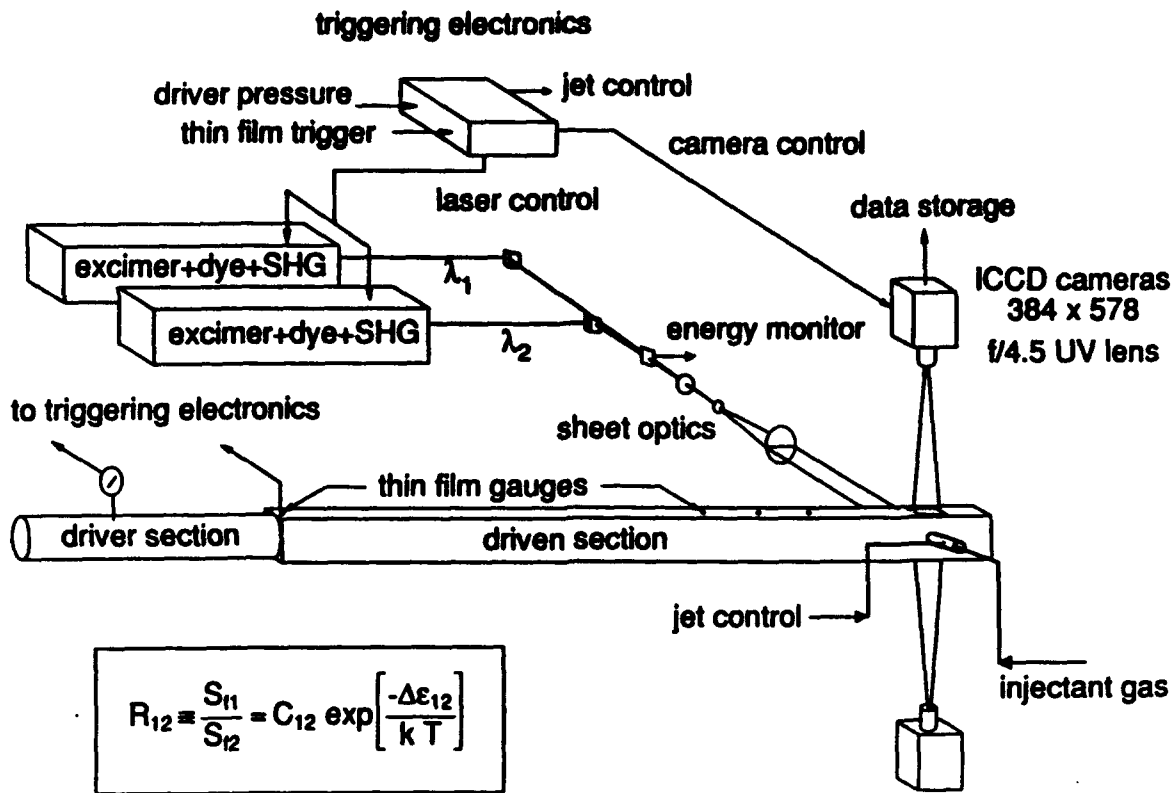 triggering electronics
driver pressure
jet control
thin film trigger
camera control
laser control
data storage
excimer+dye+SHG
λ1
ICCD cameras
384 x 578
f/4.5 UV lens
excimer+dye+SHG
λ2
energy monitor
to triggering electronics
sheet optics
thin film gauges
driver section
driven section
jet control
injectant gas
R12 ≡ Sf1/Sf2 = C12 exp[-Δε12/k T]